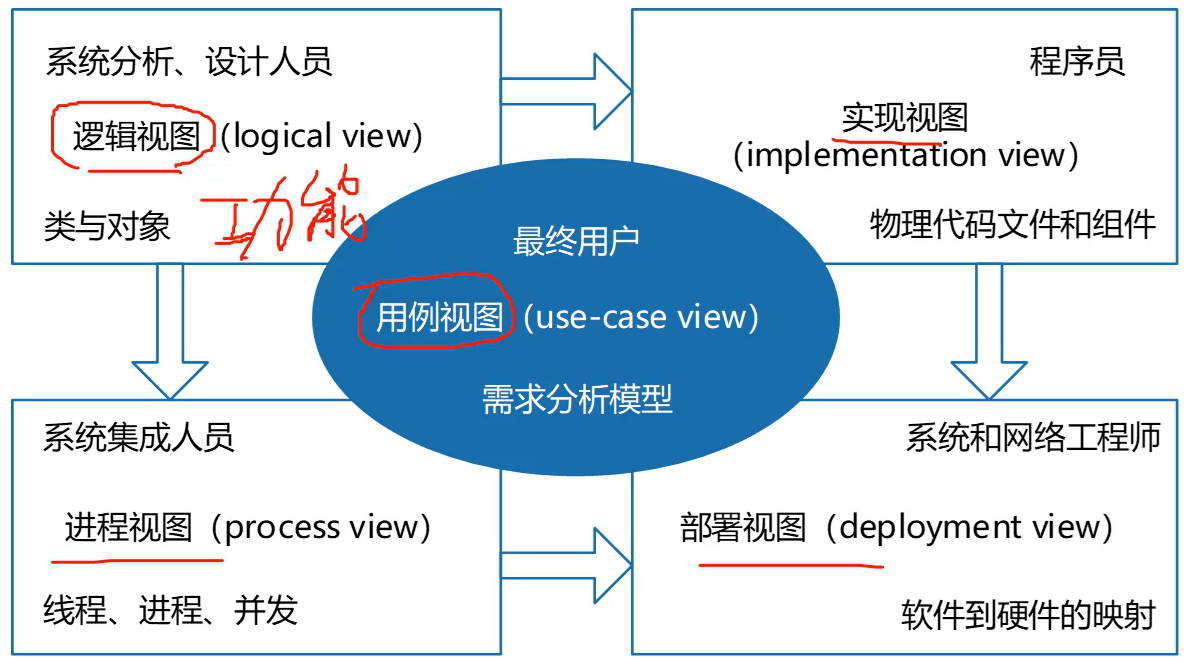 系统分析、设计人员
逻辑视图（logical view）
类与对象
功能
程序员
实现视图
（implementation view）
物理代码文件和组件
最终用户
用例视图（use-case view）
需求分析模型
系统集成人员
进程视图（process view）
线程、进程、并发
系统和网络工程师
部署视图（deployment view）
软件到硬件的映射